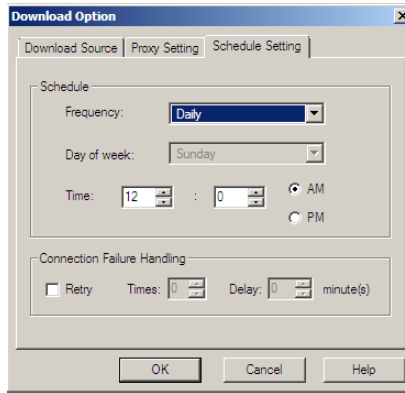 Download Option
Download Source Proxy Setting Schedule Setting
Schedule
Frequency: Daily
Day of week: Sunday
Time: 12 : 0 AM
PM
Connection Failure Handling
Retry Times: 0 Delay: 0 minute(s)
OK Cancel Help